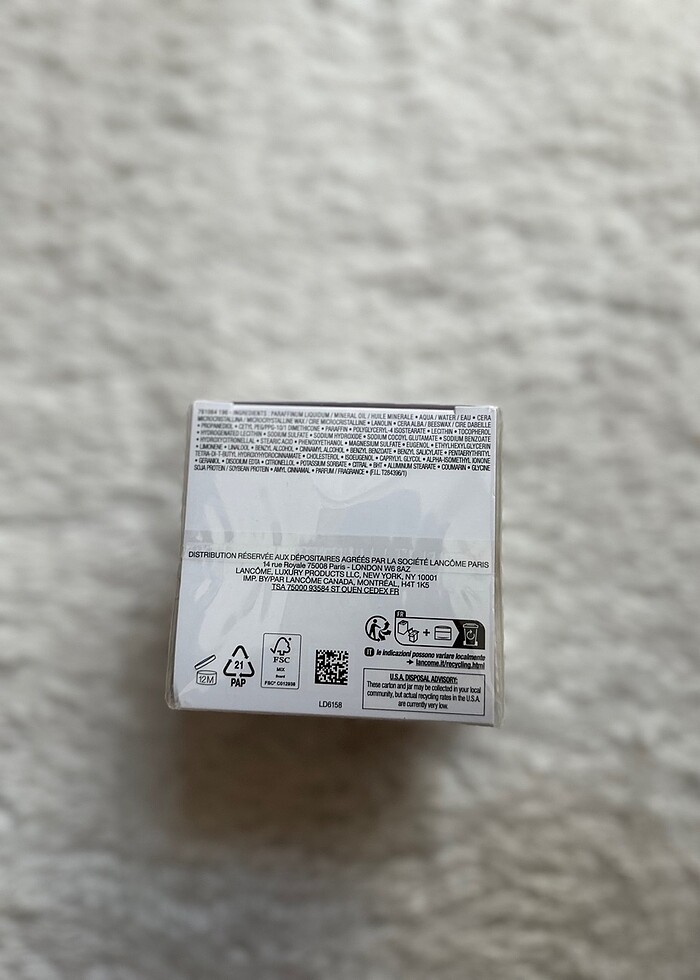 761064 196 - INGREDIENTS: PARAFFINUM LIQUIDUM / MINERAL OIL / HUILE MINERALE • AQUA / WATER / EAU • CERA
MICROCRISTALLINA / MICROCRYSTALLINE WAX / CIRE MICROCRISTALLINE • LANOLIN • CERA ALBA / BEESWAX / CIRE DABEILLE
• PROPANEDIOL • CETYL PEG/PPG-10/1 DIMETHICONE • PARAFFIN • POLYGLYCERYL-4 ISOSTEARATE • LECITHIN • TOCOPHEROL
• HYDROGENATED LECITHIN • SODIUM SULFATE • SODIUM HYDROXIDE • SODIUM COCOYL GLUTAMATE • SODIUM BENZOATE
• HYDROXYCITRONELLAL • STEARIC ACID • PHENOXYETHANOL • MAGNESIUM SULFATE • EUGENOL • ETHYLHEXYLGLYCERIN
• LIMONENE • LINALOOL • BENZYL ALCOHOL • CINNAMYL ALCOHOL • BENZYL BENZOATE • BENZYL SALICYLATE • PENTAERYTHRITYL
TETRA-DI-T-BUTYL HYDROXYHYDROCINNAMATE • CHOLESTEROL • ISOEUGENOL • CAPRYLYL GLYCOL • ALPHA-ISOMETHYL IONONE
• GERANIOL • DISODIUM EDTA • CITRONELLOL • POTASSIUM SORBATE • CITRAL • BHT • ALUMINUM STEARATE • COUMARIN • GLYCINE
SOJA PROTEIN / SOYBEAN PROTEIN • AMYL CINNAMAL • PARFUM / FRAGRANCE • (F.I.L. T284396/1)
DISTRIBUTION RÉSERVÉE AUX DÉPOSITAIRES AGRÉÉS PAR LA SOCIÉTÉ LANCÔME PARIS
14 rue Royale 75008 Paris - LONDON W6 8AZ
LANCÔME, LUXURY PRODUCTS LLC, NEW YORK, NY 10001
IMP. BY/PAR LANCÔME CANADA, MONTRÉAL, H4T 1K5
TSA 75000 93584 ST OUEN CEDEX FR
FR
+
IT le indicazioni possono variare localmente
lancome.it/recycling.html
12M
21
PAP
FSC
MIX
Board
FSC® C012938
LD6158
U.S.A. DISPOSAL ADVISORY:
These carton and jar may be collected in your local
community, but actual recycling rates in the U.S.A.
are currently very low.